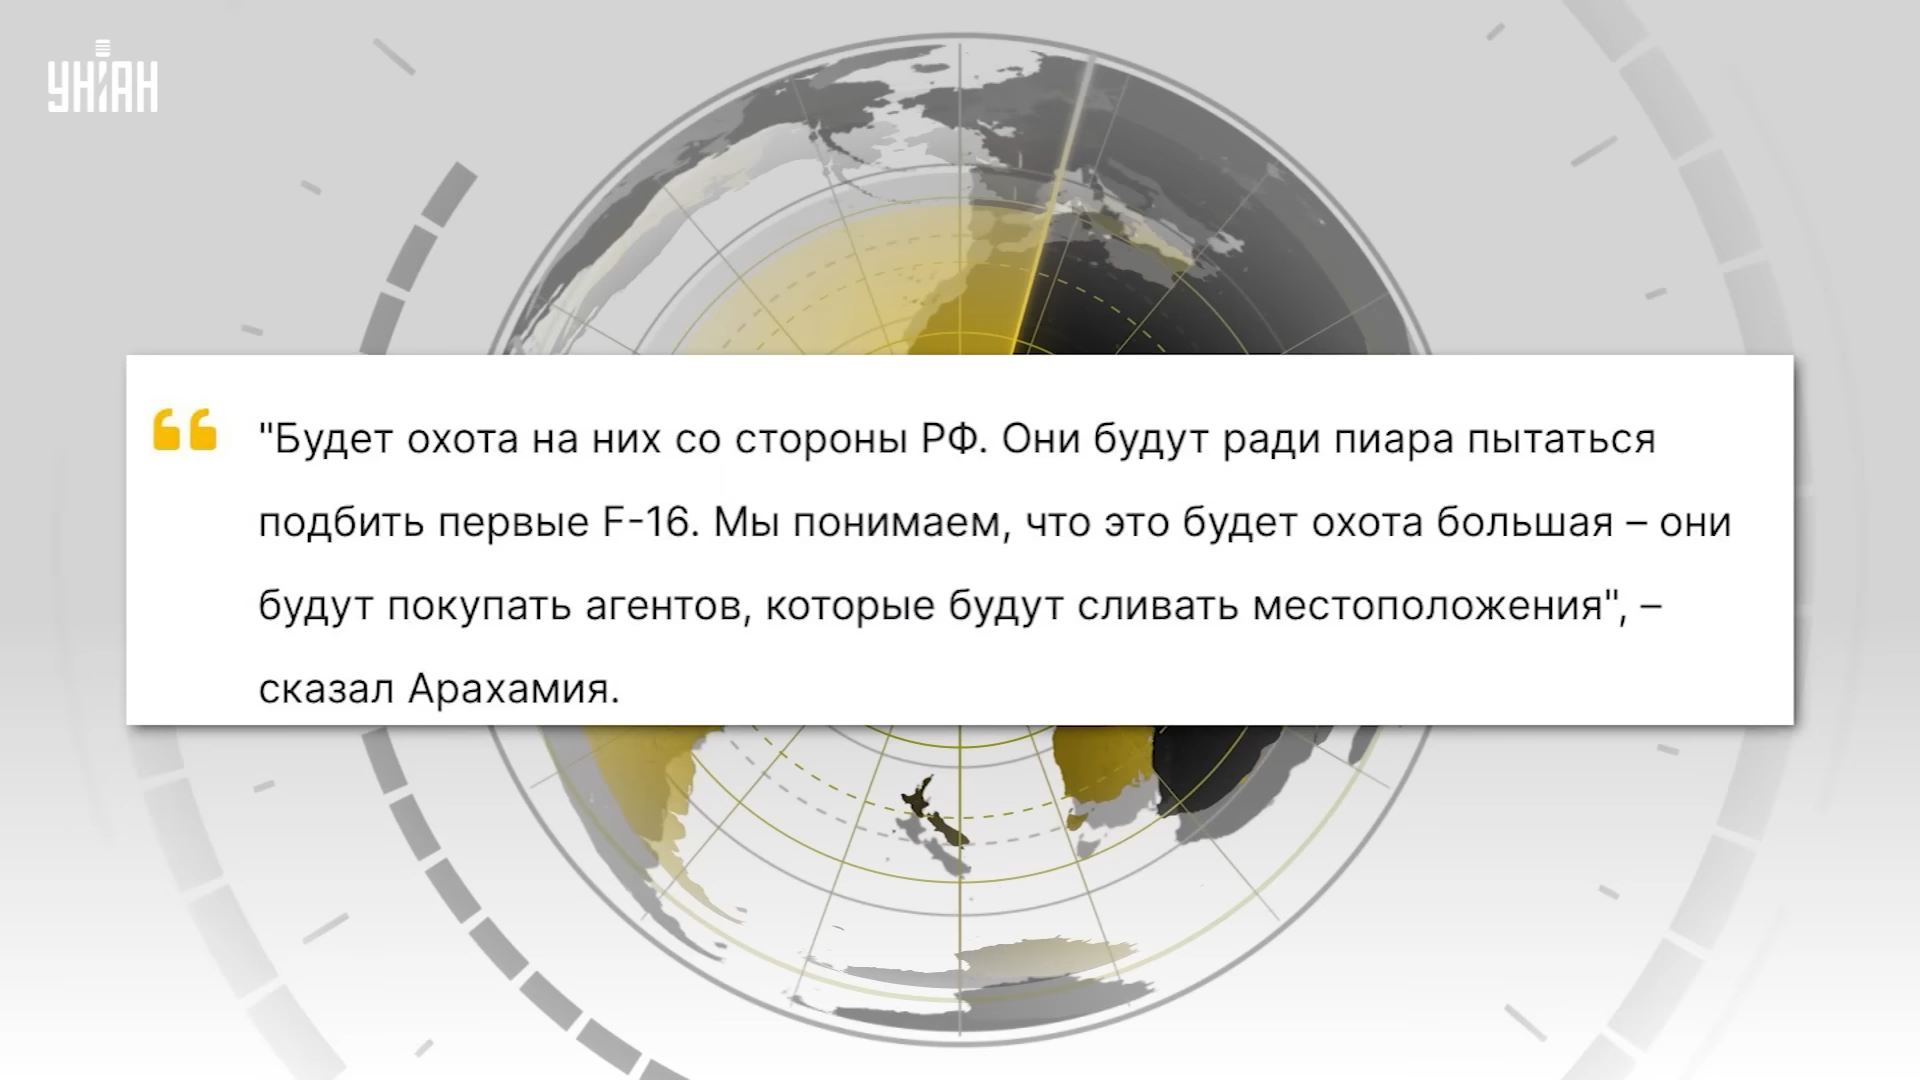 УНІАН
"Будет охота на них со стороны РФ. Они будут ради пиара пытаться
подбить первые F-16. Мы понимаем, что это будет охота большая – они
будут покупать агентов, которые будут сливать местоположения", –
сказал Арахамия.